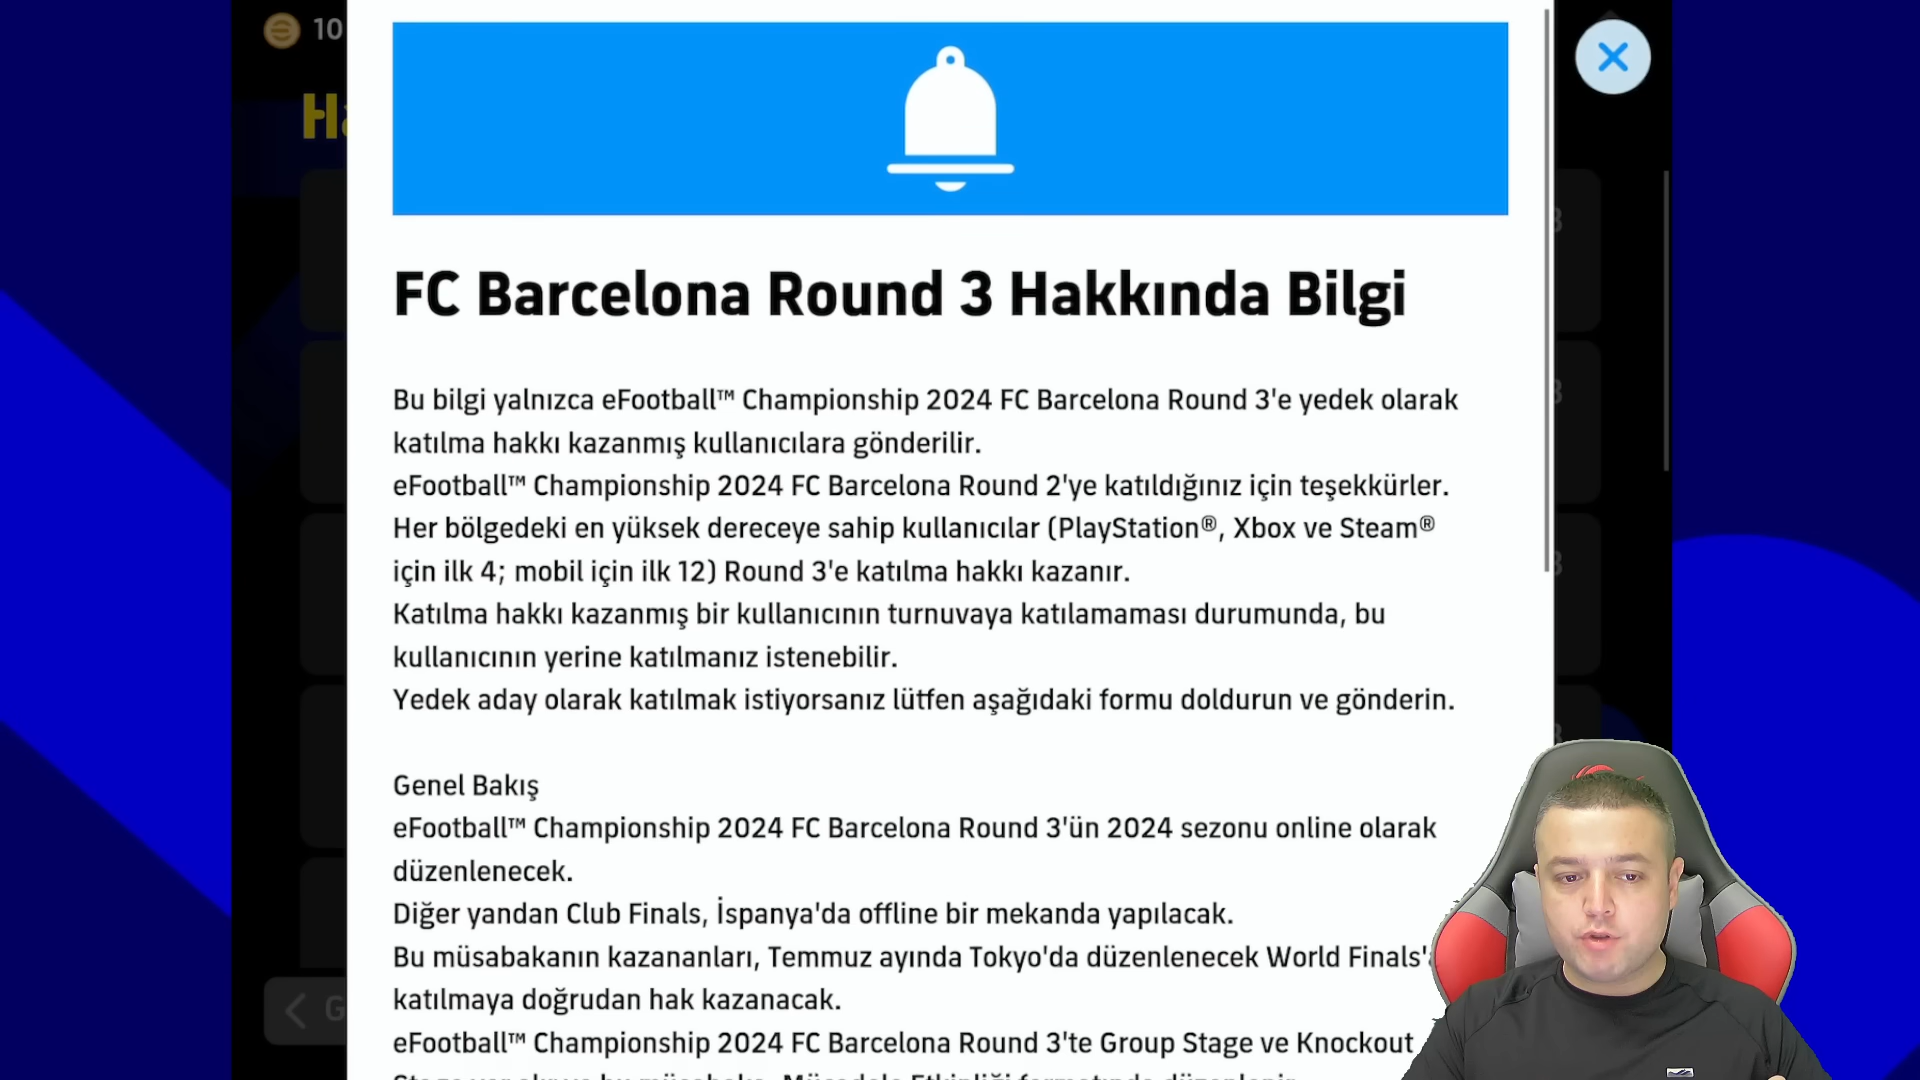 10
FC Barcelona Round 3 Hakkında Bilgi
Bu bilgi yalnızca eFootball™ Championship 2024 FC Barcelona Round 3'e yedek olarak
katılma hakkı kazanmış kullanıcılara gönderilir.
eFootball™ Championship 2024 FC Barcelona Round 2'ye katıldığınız için teşekkürler.
Her bölgedeki en yüksek dereceye sahip kullanıcılar (PlayStation®, Xbox ve Steam®
için ilk 4; mobil için ilk 12) Round 3'e katılma hakkı kazanır.
Katılma hakkı kazanmış bir kullanıcının turnuvaya katılamaması durumunda, bu
kullanıcının yerine katılmanız istenebilir.
Yedek aday olarak katılmak istiyorsanız lütfen aşağıdaki formu doldurun ve gönderin.
Genel Bakış
eFootball™ Championship 2024 FC Barcelona Round 3'ün 2024 sezonu online olarak
düzenlenecek.
Diğer yandan Club Finals, İspanya'da offline bir mekanda yapılacak.
Bu müsabakanın kazananları, Temmuz ayında Tokyo'da düzenlenecek World Finals'
katılmaya doğrudan hak kazanacak.
eFootball™ Championship 2024 FC Barcelona Round 3'te Group Stage ve Knockout